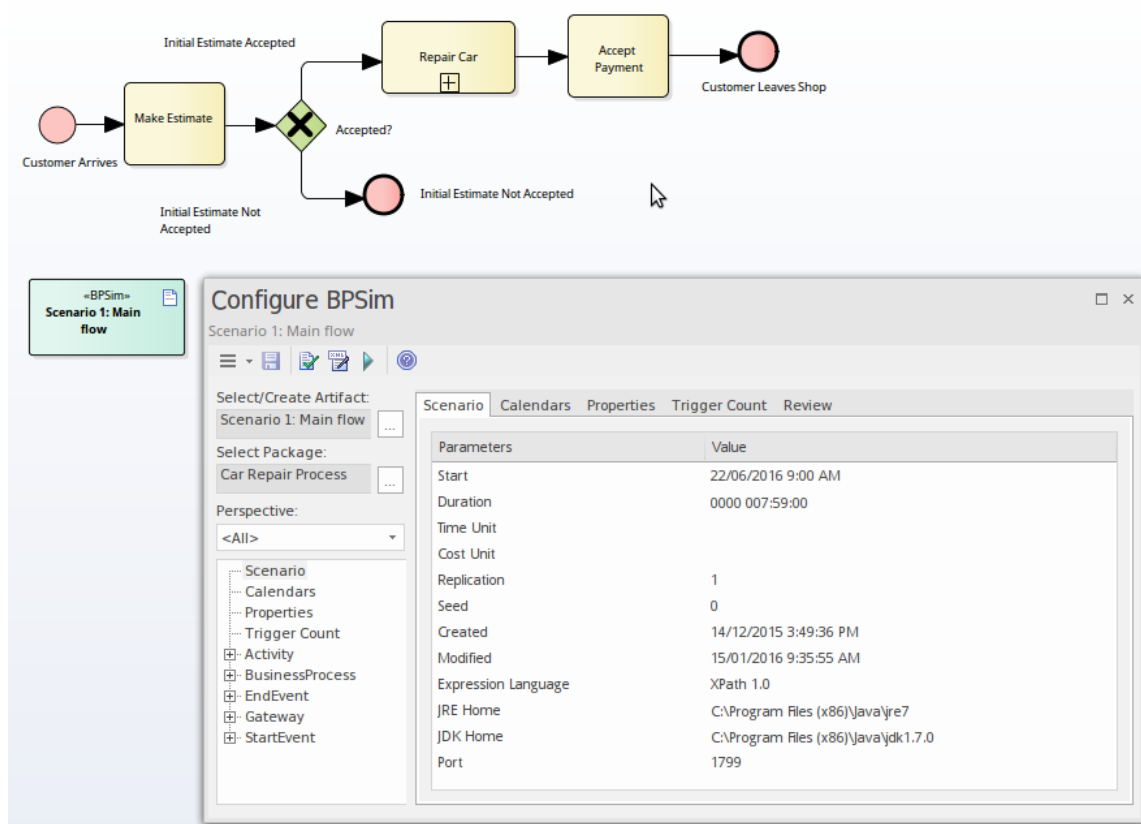 Initial Estimate Accepted
Repair Car
Accept
Payment
Customer Leaves Shop
Make Estimate
Accepted?
Customer Arrives
Initial Estimate Not Accepted
Initial Estimate Not
Accepted
«BPSim»
Scenario 1: Main
flow
Configure BPSim
Scenario 1: Main flow
XML
Select/Create Artifact:
Scenario 1: Main flow
...
Select Package:
Car Repair Process
...
Perspective:
<All>
Scenario
Calendars
Properties
Trigger Count
Activity
BusinessProcess
EndEvent
Gateway
StartEvent
Scenario Calendars Properties Trigger Count Review
Parameters Value
Start 22/06/2016 9:00 AM
Duration 0000 007:59:00
Time Unit
Cost Unit
Replication 1
Seed 0
Created 14/12/2015 3:49:36 PM
Modified 15/01/2016 9:35:55 AM
Expression Language XPath 1.0
JRE Home C:\Program Files (x86)\Java\jre7
JDK Home C:\Program Files (x86)\Java\jdk1.7.0
Port 1799